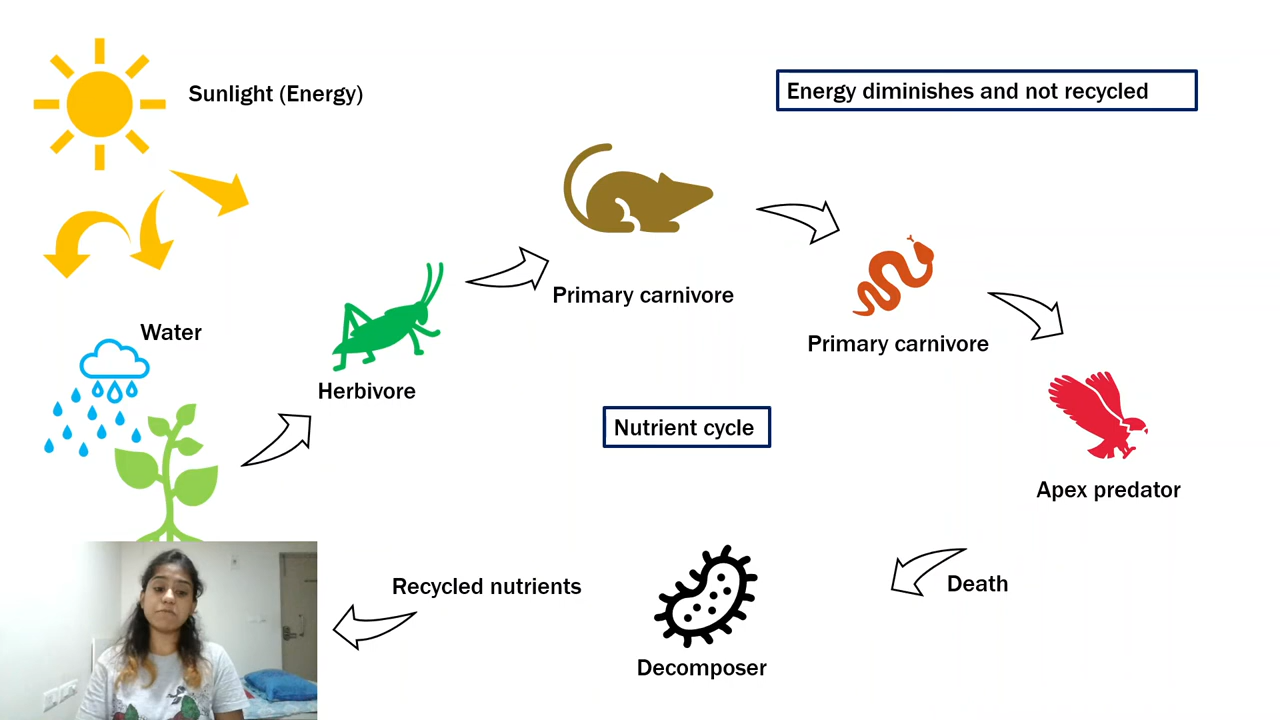 Sunlight (Energy)
Energy diminishes and not recycled
Water
Primary carnivore
Herbivore
Primary carnivore
Nutrient cycle
Apex predator
Recycled nutrients
Death
Decomposer